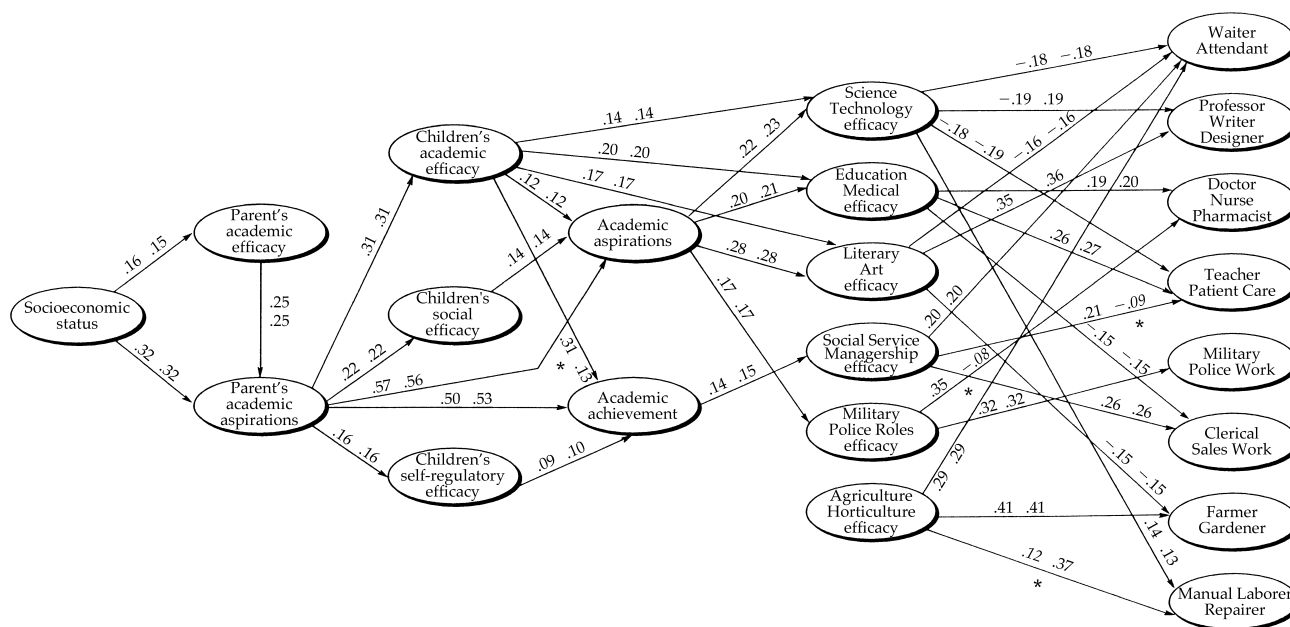 Socioeconomic
status
Parent's
academic
efficacy
Parent's
academic
aspirations
Children's
academic
efficacy
Children's
social
efficacy
Children's
self-regulatory
efficacy
Academic
aspirations
Academic
achievement
Science
Technology
efficacy
Education
Medical
efficacy
Literary
Art
efficacy
Social Service
Managership
efficacy
Military
Police Roles
efficacy
Agriculture
Horticulture
efficacy
Waiter
Attendant
Professor
Writer
Designer
Doctor
Nurse
Pharmacist
Teacher
Patient Care
Military
Police Work
Clerical
Sales Work
Farmer
Gardener
Manual Laborer
Repairer
.16 .15
.32 .32
.25
.25
.31 .31
.22 .22
.57 .56
.50 .53
.16 .16
.09 .10
.14 .14
.20 .20
.17 .17
.12 .12
.14 .14
.31 .13
*
.22 .23
.20 .21
.28 .28
.17 .17
.14 .15
−.18 −.18
−.19 .19
−.18 −.19
.14 .13
.19 .20
.26 .27
−.15 −.15
−.16 −.16
.35 .36
−.15 −.15
.20 .20
.21 −.09
*
.26 .26
.35 −.08
*
.32 .32
.29 .29
.41 .41
.12 .37
*